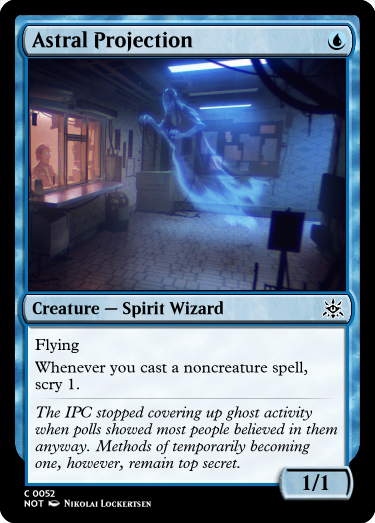 Astral Projection
Creature — Spirit Wizard
Flying
Whenever you cast a noncreature spell,
scry 1.
The IPC stopped covering up ghost activity
when polls showed most people believed in them
anyway. Methods of temporarily becoming
one, however, remain top secret.
1/1
C 0052
NOT Nikolai Lockertsen